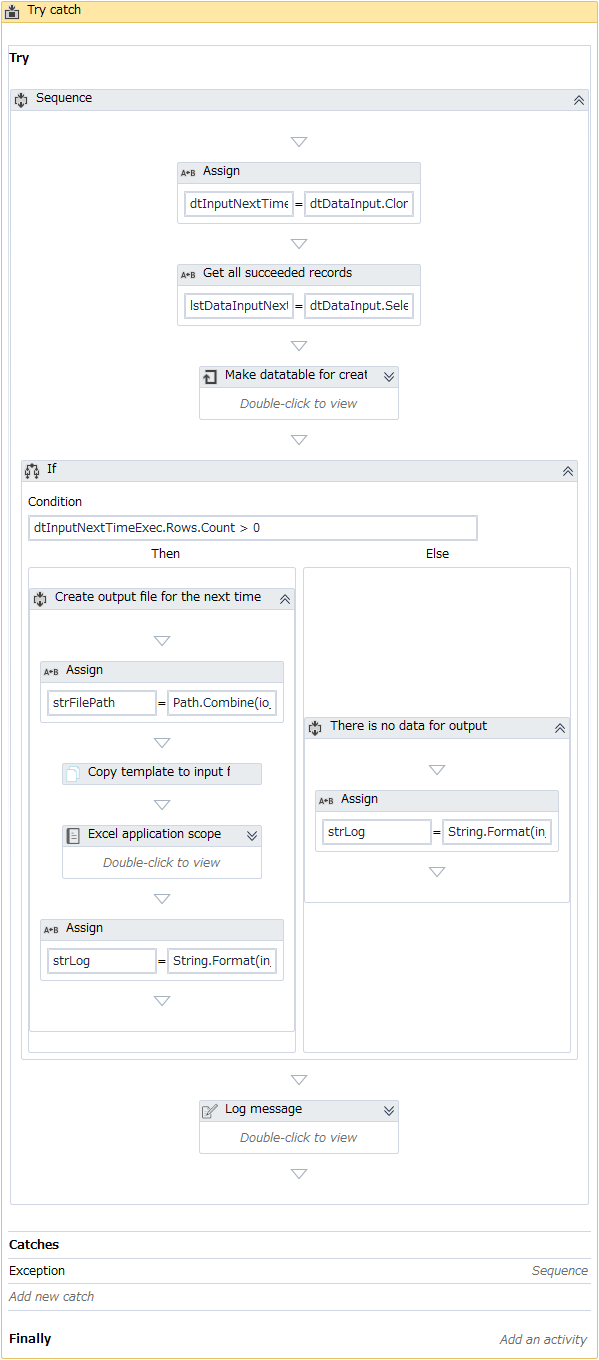 Try catch
Try
Sequence
A←B Assign
dtInputNextTime = dtDataInput.Clor
A←B Get all succeeded records
lstDataInputNext = dtDataInput.Sele
Make datatable for creat
Double-click to view
If
Condition
dtInputNextTimeExec.Rows.Count > 0
Then Else
Create output file for the next time
A←B Assign
strFilePath = Path.Combine(io_
Copy template to input f
Excel application scope
Double-click to view
A←B Assign
strLog = String.Format(in_
There is no data for output
A←B Assign
strLog = String.Format(in_
Log message
Double-click to view
Catches
Exception Sequence
Add new catch
Finally Add an activity